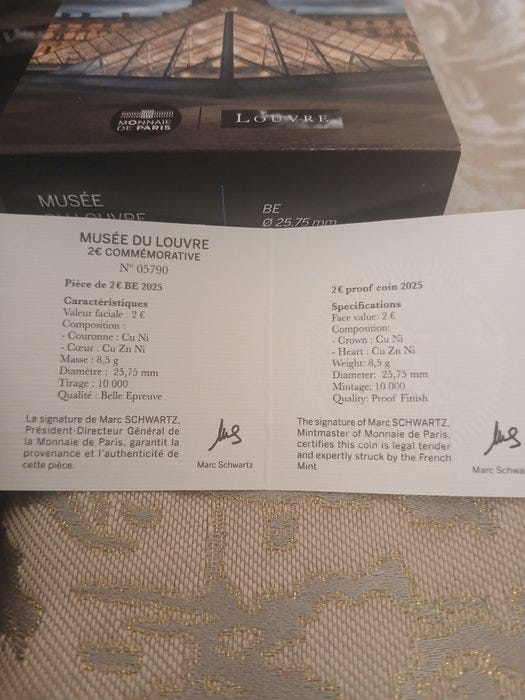 MONNAIE
DE PARIS
LOUVRE
MUSÉE
DU LOUVRE
BE
Ø 25,75 mm
MUSÉE DU LOUVRE
2€ COMMÉMORATIVE
N° 05790
Pièce de 2€ BE 2025
Caractéristiques
Valeur faciale : 2 €
Composition :
- Couronne : Cu Ni
- Cœur : Cu Zn Ni
Masse : 8,5 g
Diamètre : 25,75 mm
Tirage : 10 000
Qualité : Belle Epreuve
La signature de Marc SCHWARTZ,
Président-Directeur Général de
la Monnaie de Paris, garantit la
provenance et l'authenticité de
cette pièce.
Marc Schwartz
2€ proof coin 2025
Specifications
Face value: 2 €
Composition:
- Crown : Cu Ni
- Heart : Cu Zn Ni
Weight: 8,5 g
Diameter: 25,75 mm
Mintage: 10 000
Quality: Proof Finish
The signature of Marc SCHWARTZ,
Mintmaster of Monnaie de Paris,
certifies this coin is legal tender
and expertly struck by the French
Mint.
Marc Schwa